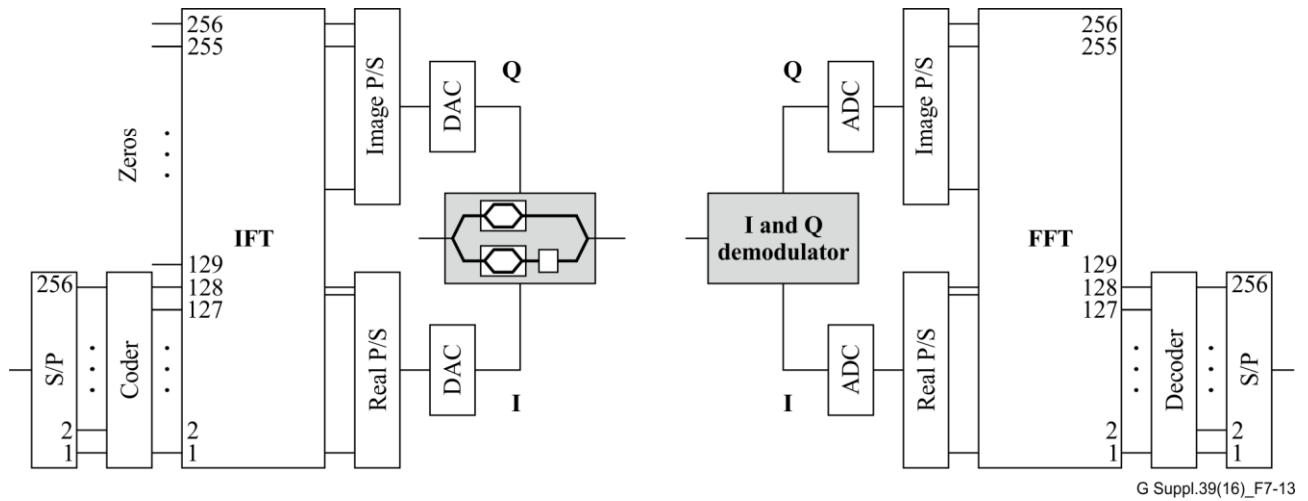 256
255
Zeros
IFT
129
128
127
2
1
256
S/P
2
1
Coder
Image P/S
DAC
Q
Real P/S
DAC
I
Q
ADC
Image P/S
I and Q
demodulator
I
ADC
Real P/S
256
255
FFT
129
128
127
2
1
Decoder
256
S/P
2
1
G Suppl.39(16)_F7-13